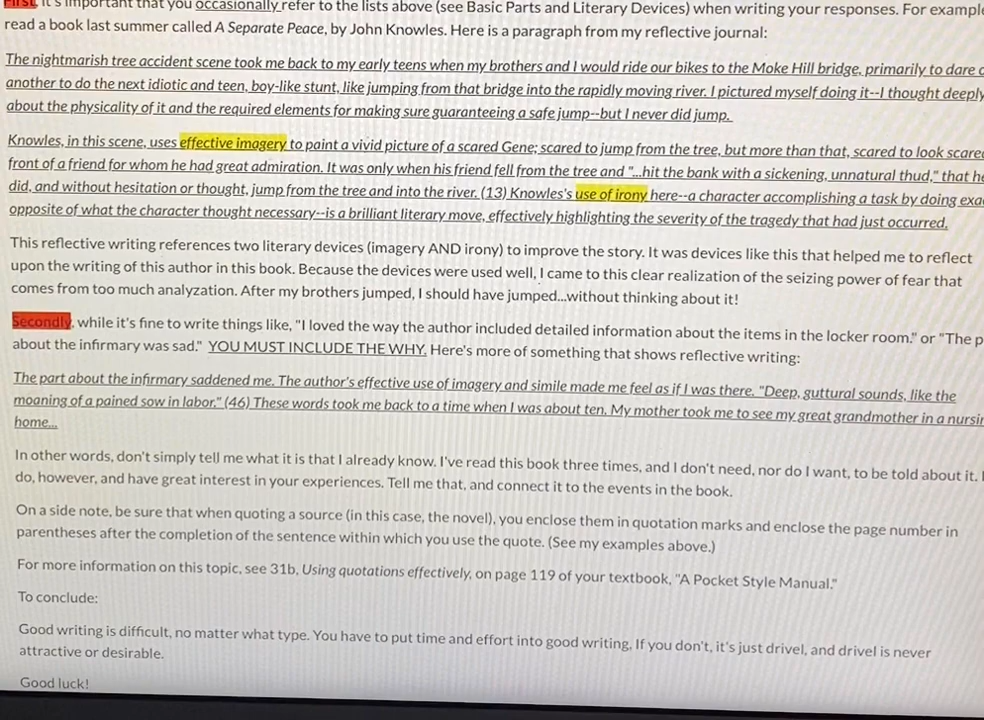 First, it's important that you occasionally refer to the lists above (see Basic Parts and Literary Devices) when writing your responses. For
read a book last summer called A Separate Peace, by John Knowles. Here is a paragraph from my reflective journal:
The nightmarish tree accident scene took me back to my early teens when my brothers and I would ride our bikes to the Moke Hill bridge, primarily to dare
another to do the next idiotic and teen, boy-like stunt, like jumping from that bridge into the rapidly moving river. I pictured myself doing it--I thought deeply
about the physicality of it and the required elements for making sure guaranteeing a safe jump--but I never did jump.
Knowles, in this scene, uses effective imagery to paint a vivid picture of a scared Gene; scared to jump from the tree, but more than that, scared to look
front of a friend for whom he had great admiration. It was only when his friend fell from the tree and "...hit the bank with a sickening, unnatural thud," that
did, and without hesitation or thought, jump from the tree and into the river. (13) Knowles's use of irony here--a character accomplishing a task by doing
opposite of what the character thought necessary--is a brilliant literary move, effectively highlighting the severity of the tragedy that had just occurred.
This reflective writing references two literary devices (imagery AND irony) to improve the story. It was devices like this that helped me to reflect
upon the writing of this author in this book. Because the devices were used well, I came to this clear realization of the seizing power of fear that
comes from too much analyzation. After my brothers jumped, I should have jumped...without thinking about it!
Secondly, while it's fine to write things like, "I loved the way the author included detailed information about the items in the locker room." or "The
about the infirmary was sad." YOU MUST INCLUDE THE WHY. Here's more of something that shows reflective writing:
The part about the infirmary saddened me. The author's effective use of imagery and simile made me feel as if I was there. "Deep, guttural sounds, like the
moaning of a pained sow in labor." (46) These words took me back to a time when I was about ten. My mother took me to see my great grandmother in a
home...
In other words, don't simply tell me what it is that I already know. I've read this book three times, and I don't need, nor do I want, to be told about it.
do, however, and have great interest in your experiences. Tell me that, and connect it to the events in the book.
On a side note, be sure that when quoting a source (in this case, the novel), you enclose them in quotation marks and enclose the page number in
parentheses after the completion of the sentence within which you use the quote. (See my examples above.)
For more information on this topic, see 31b, Using quotations effectively, on page 119 of your textbook, "A Pocket Style Manual."
To conclude:
Good writing is difficult, no matter what type. You have to put time and effort into good writing, If you don't, it's just drivel, and drivel is never
attractive or desirable.
Good luck!